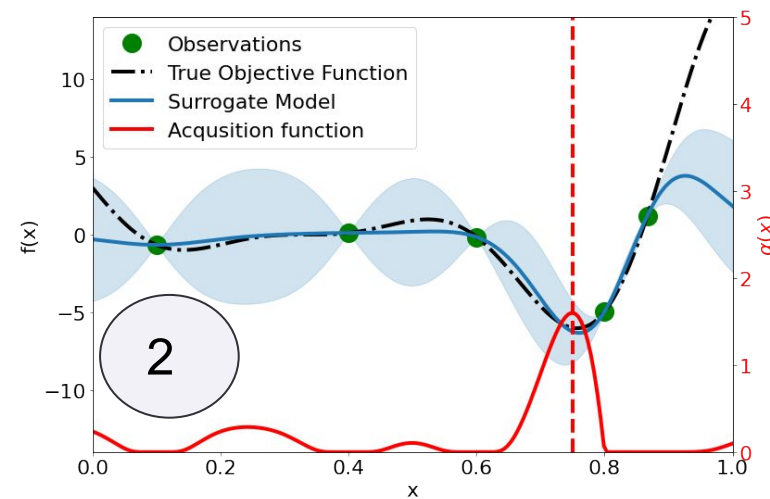 Observations
True Objective Function
Surrogate Model
Acqusition function
10
5
0
−5
−10
f(x)
5
4
3
2
1
0
α(x)
2
0.0 0.2 0.4 0.6 0.8 1.0
x